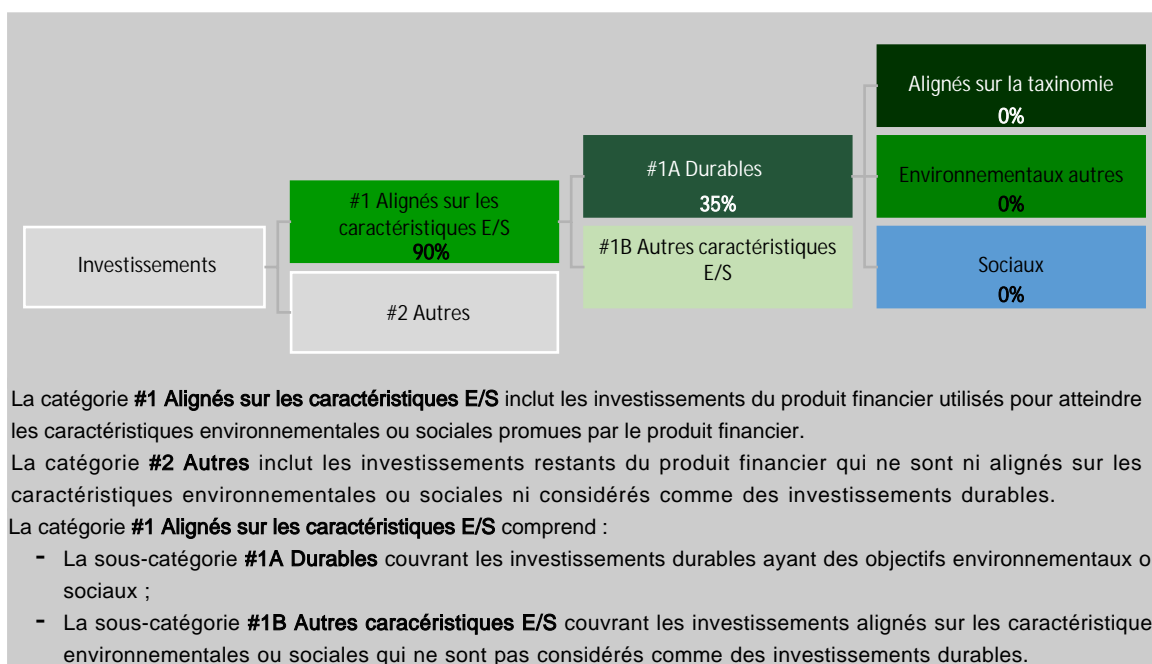 Investissements
#1 Alignés sur les
caractéristiques E/S
90%
#2 Autres
#1A Durables
35%
#1B Autres caractéristiques
E/S
Alignés sur la taxinomie
0%
Environnementaux autres
0%
Sociaux
0%
La catégorie #1 Alignés sur les caractéristiques E/S inclut les investissements du produit financier utilisés pour atteindre
les caractéristiques environnementales ou sociales promues par le produit financier.
La catégorie #2 Autres inclut les investissements restants du produit financier qui ne sont ni alignés sur les
caractéristiques environnementales ou sociales ni considérés comme des investissements durables.
La catégorie #1 Alignés sur les caractéristiques E/S comprend :
- La sous-catégorie #1A Durables couvrant les investissements durables ayant des objectifs environnementaux o
sociaux ;
- La sous-catégorie #1B Autres caracéristiques E/S couvrant les investissements alignés sur les caractéristique
environnementales ou sociales qui ne sont pas considérés comme des investissements durables.